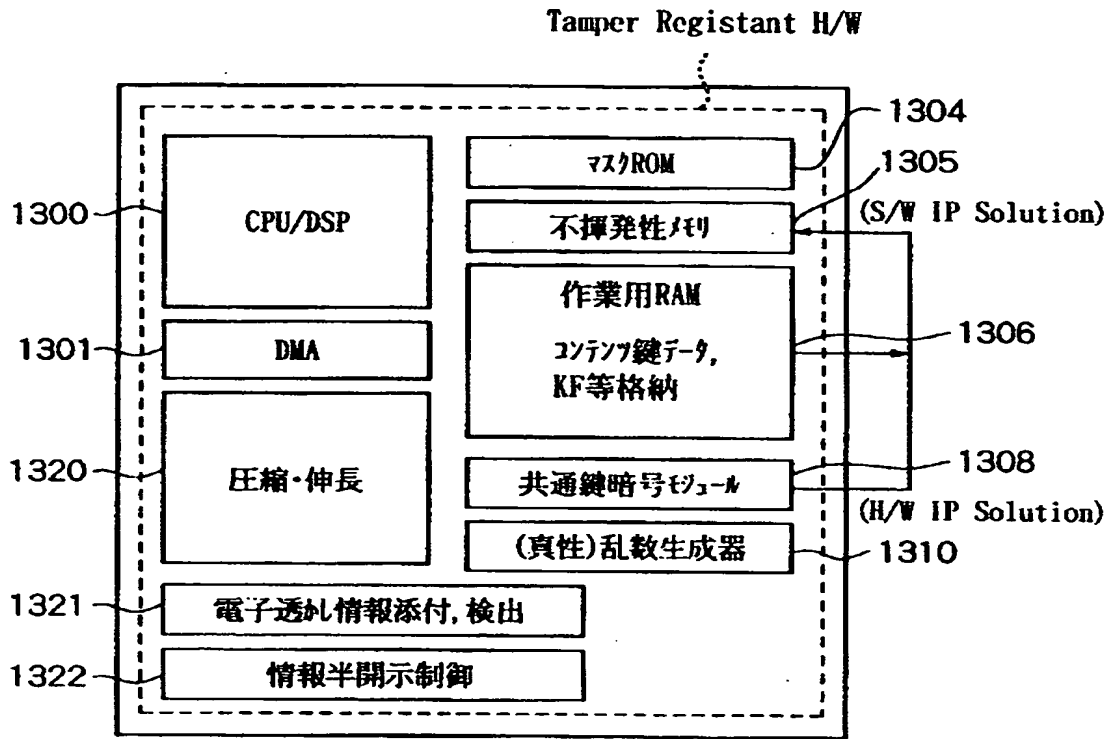 Tamper Registant H/W
1304
マスクROM
1305
1300
CPU/DSP
不揮発性メモリ
(S/W IP Solution)
作業用RAM
1301
DMA
コンテンツ鍵データ,
KF等格納
1306
1320
圧縮・伸長
共通鍵暗号モジュール
1308
(H/W IP Solution)
(真性)乱数生成器
1310
1321
電子透かし情報添付,検出
1322
情報半開示制御